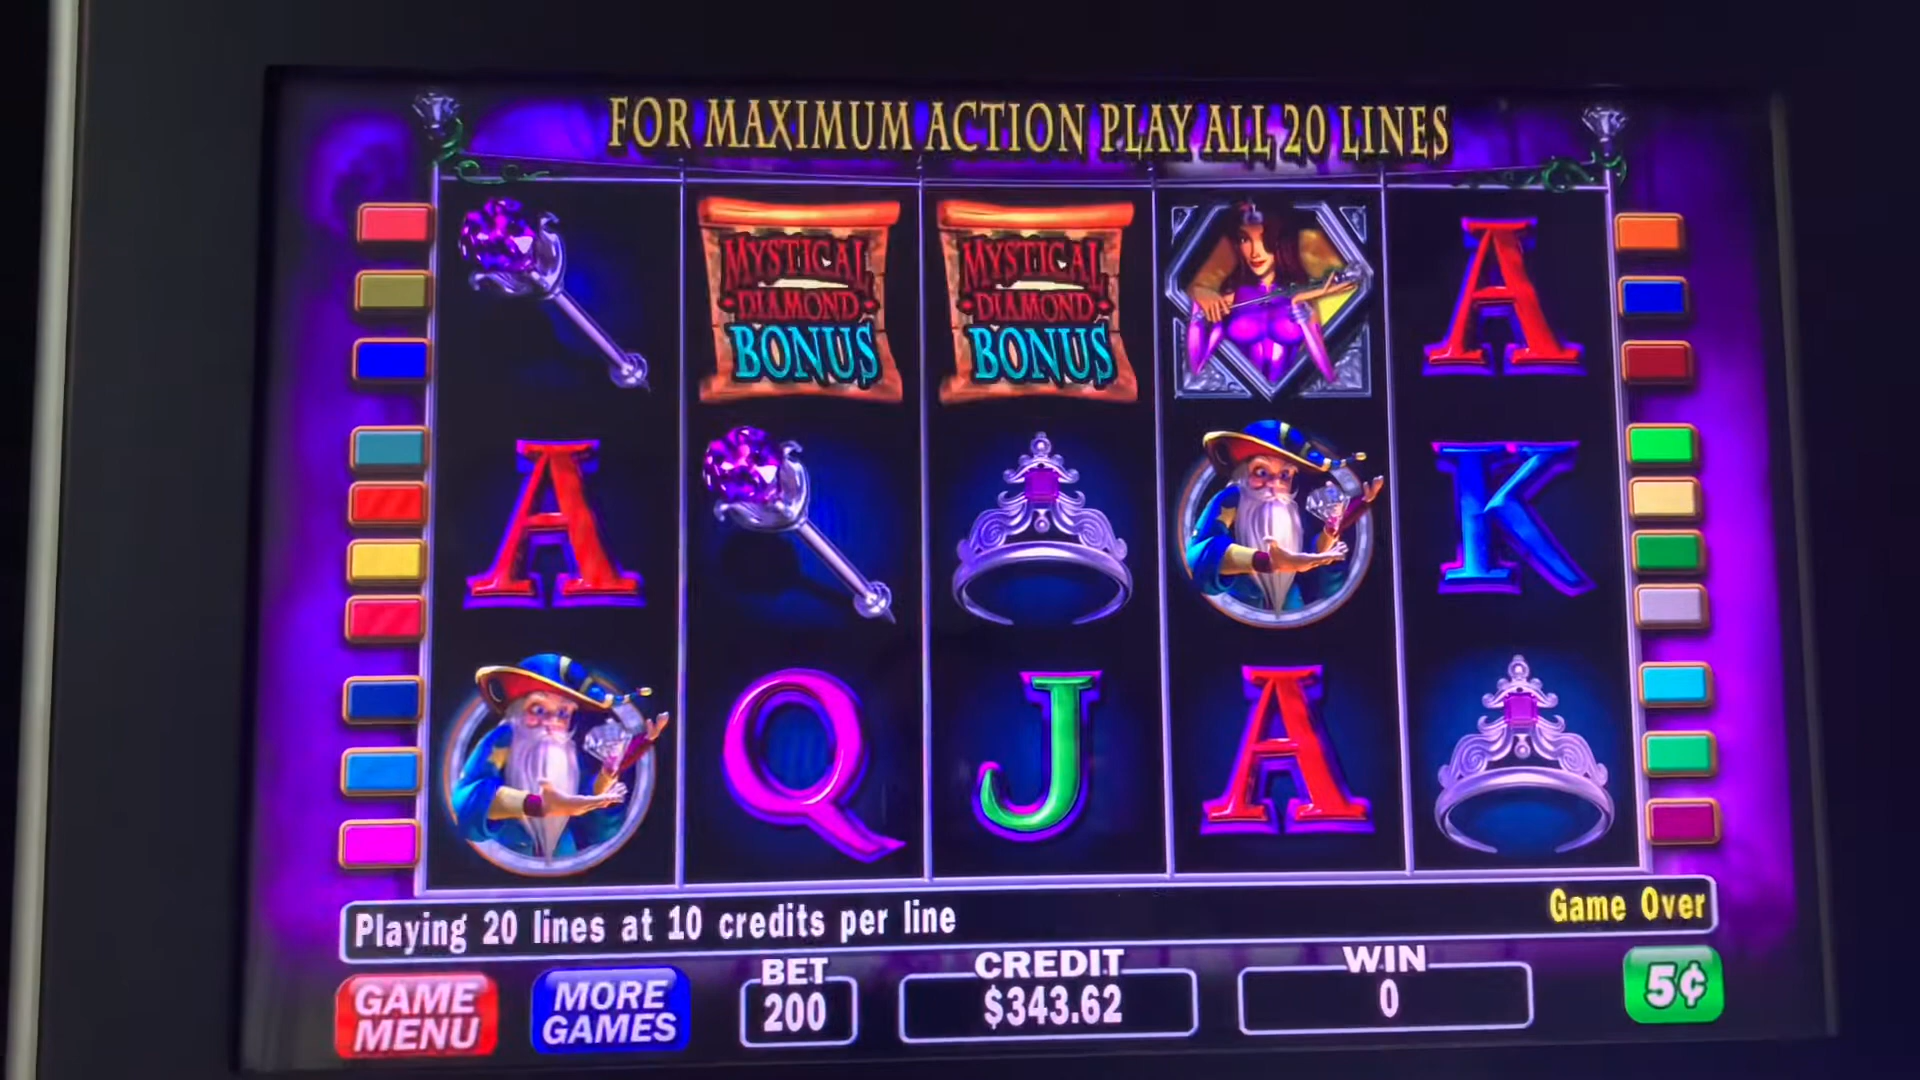 FOR MAXIMUM ACTION PLAY ALL 20 LINES
MYSTICAL
DIAMOND
BONUS
MYSTICAL
DIAMOND
BONUS
A
A
K
Q
J
A
Playing 20 lines at 10 credits per line
Game Over
GAME
MENU
MORE
GAMES
BET
200
CREDIT
$343.62
WIN
0
5¢